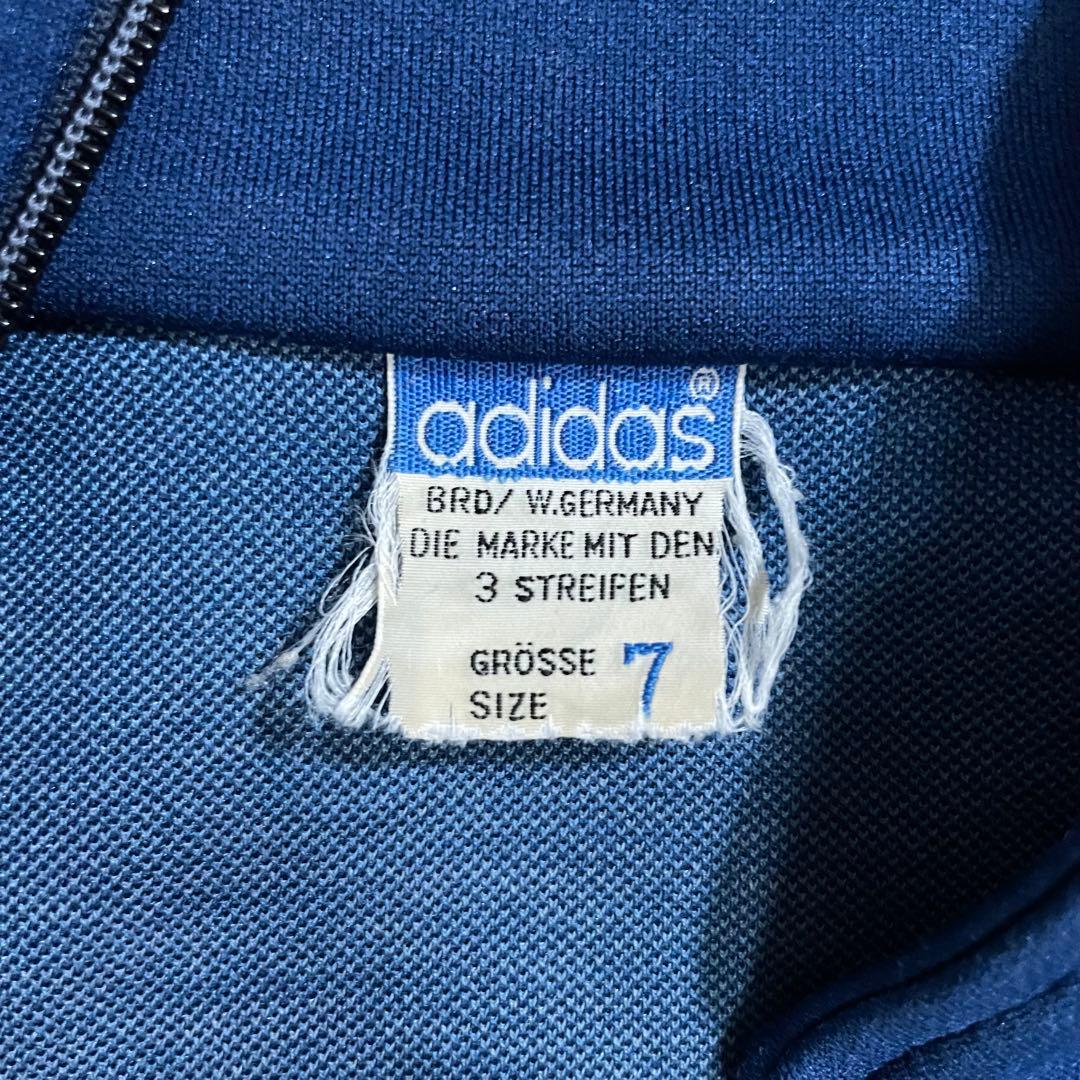 adidas®
BRD/ W.GERMANY
DIE MARKE MIT DEN
3 STREIFEN
GRÖSSE 7
SIZE